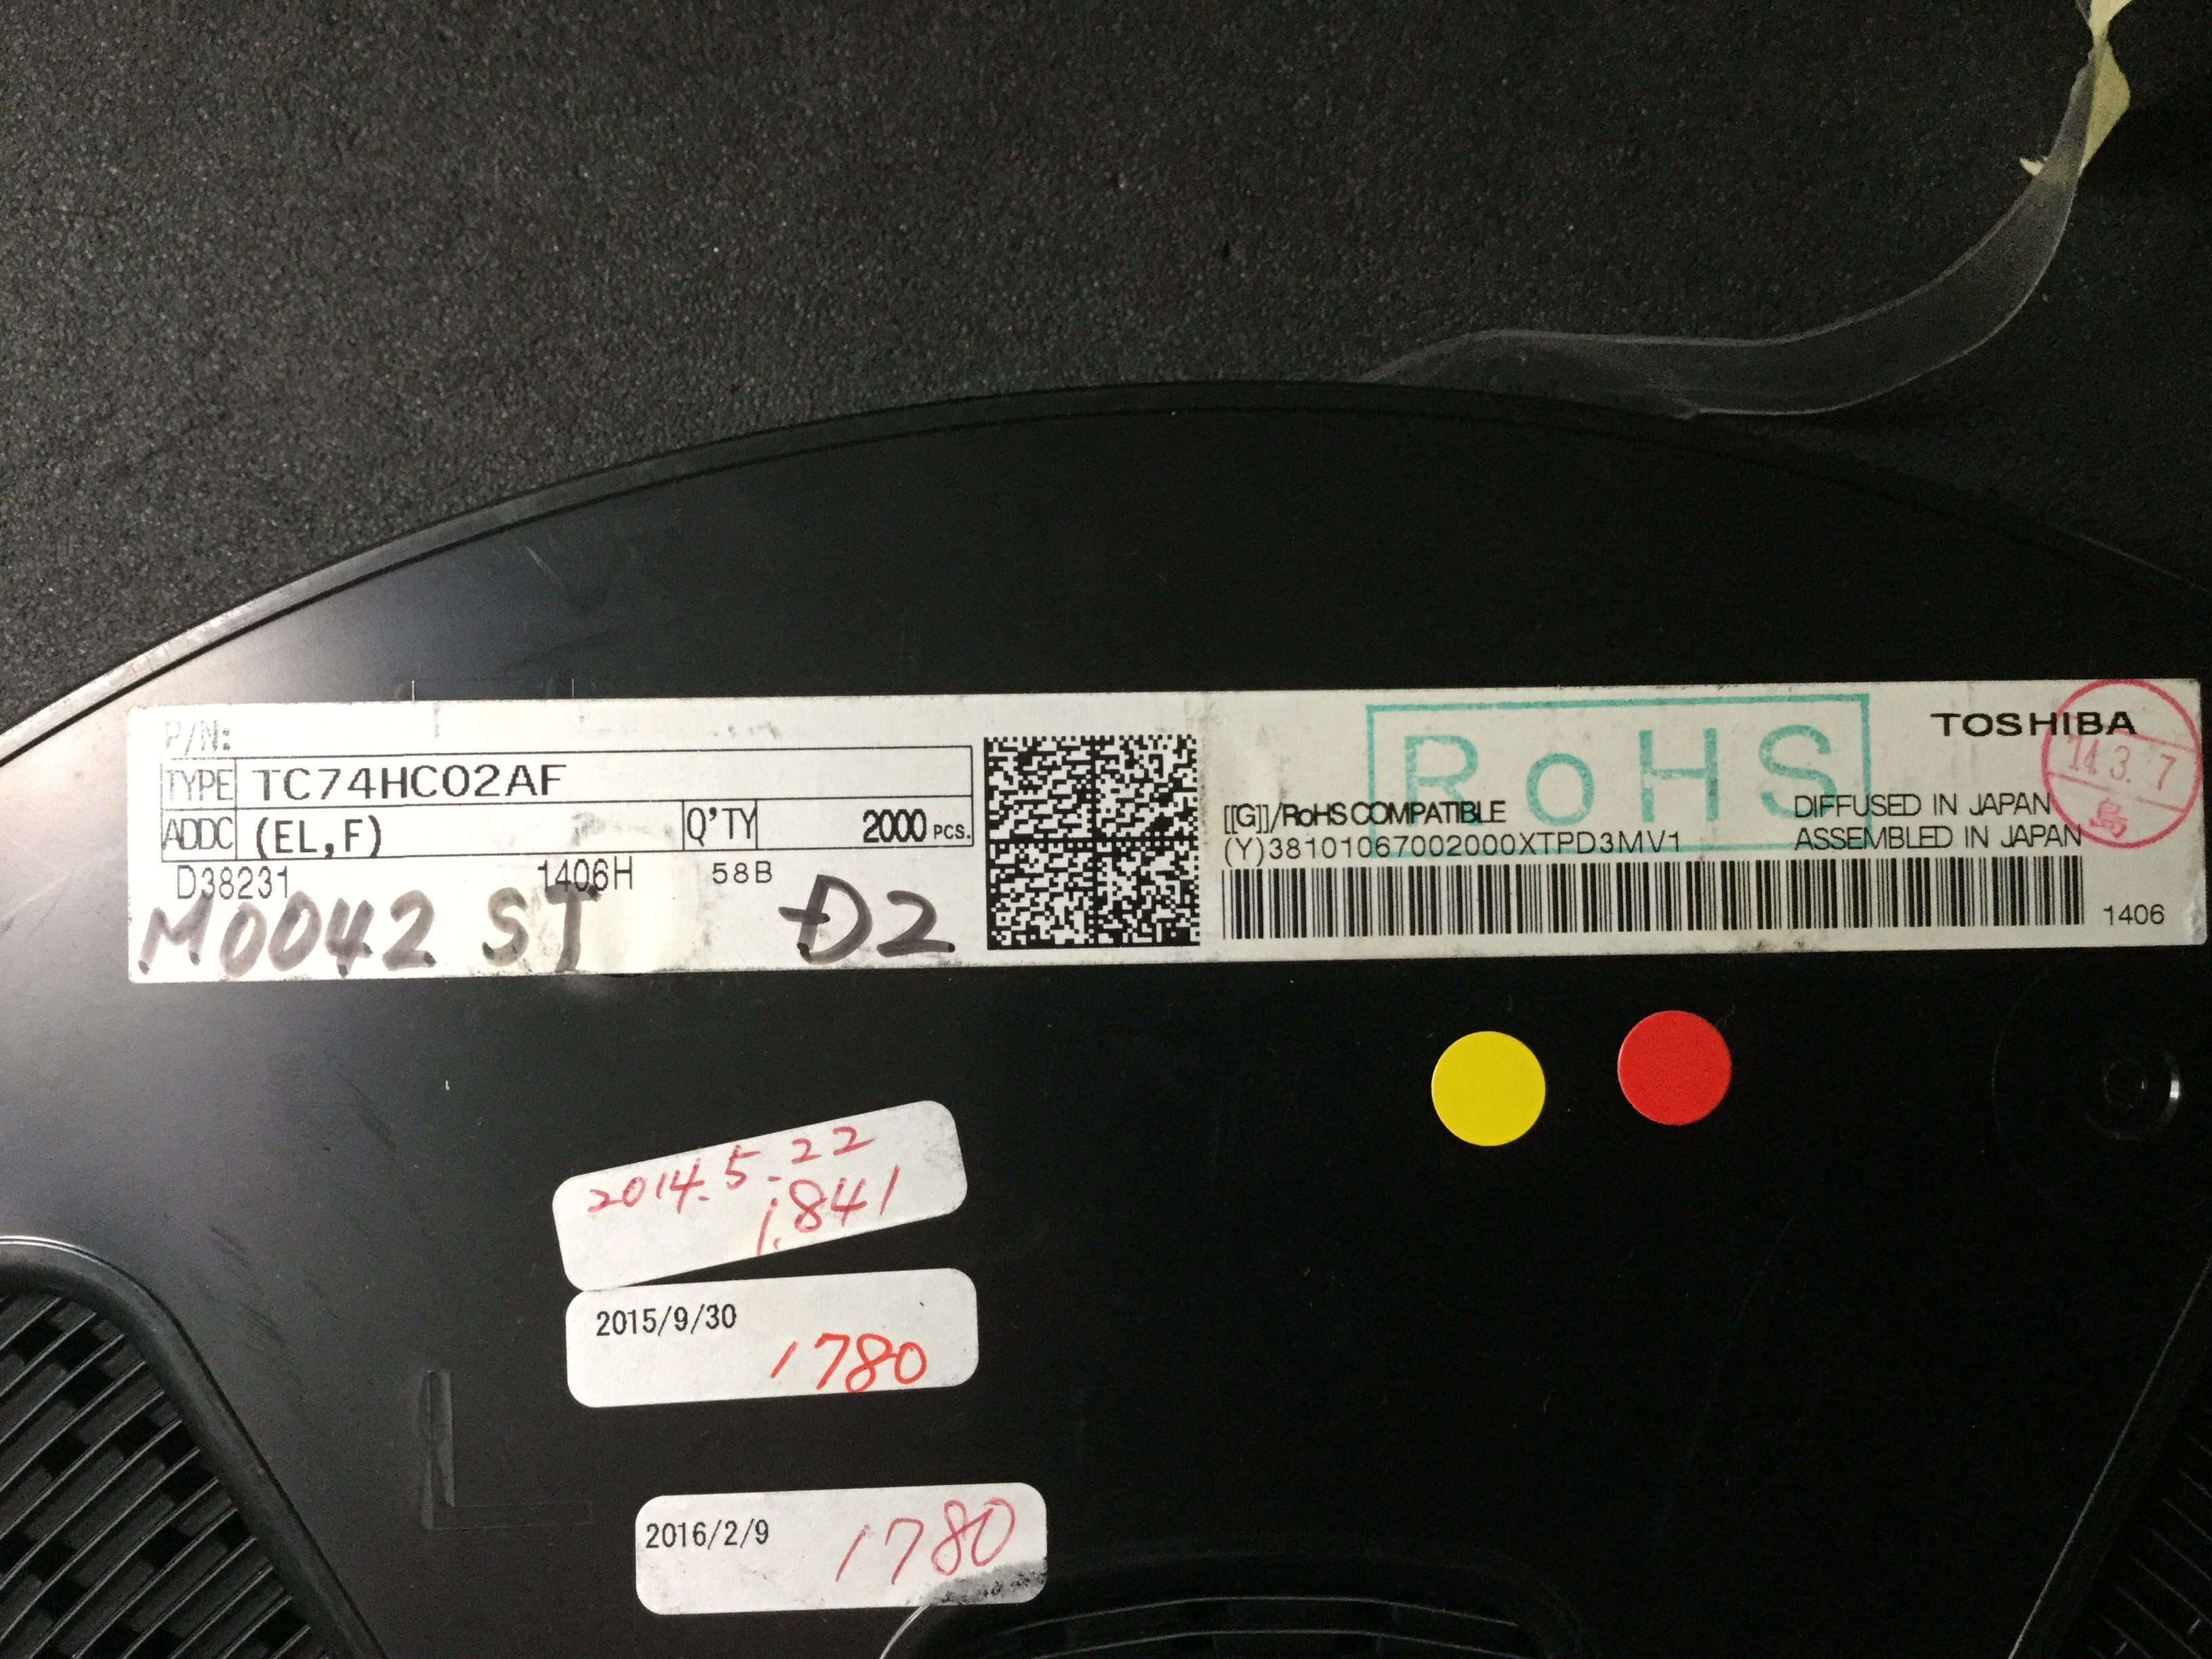 P/N:
TYPE TC74HC02AF
ADDC (EL,F) Q'TY 2000 PCS.
D38231 1406H 58B
M0042 ST D2
RoHS
TOSHIBA
14.3.7
島
[[G]]/RoHS COMPATIBLE
DIFFUSED IN JAPAN
(Y)38101067002000XTPD3MV1
ASSEMBLED IN JAPAN
1406
2014.5.22
1.841
2015/9/30
1780
2016/2/9 1780